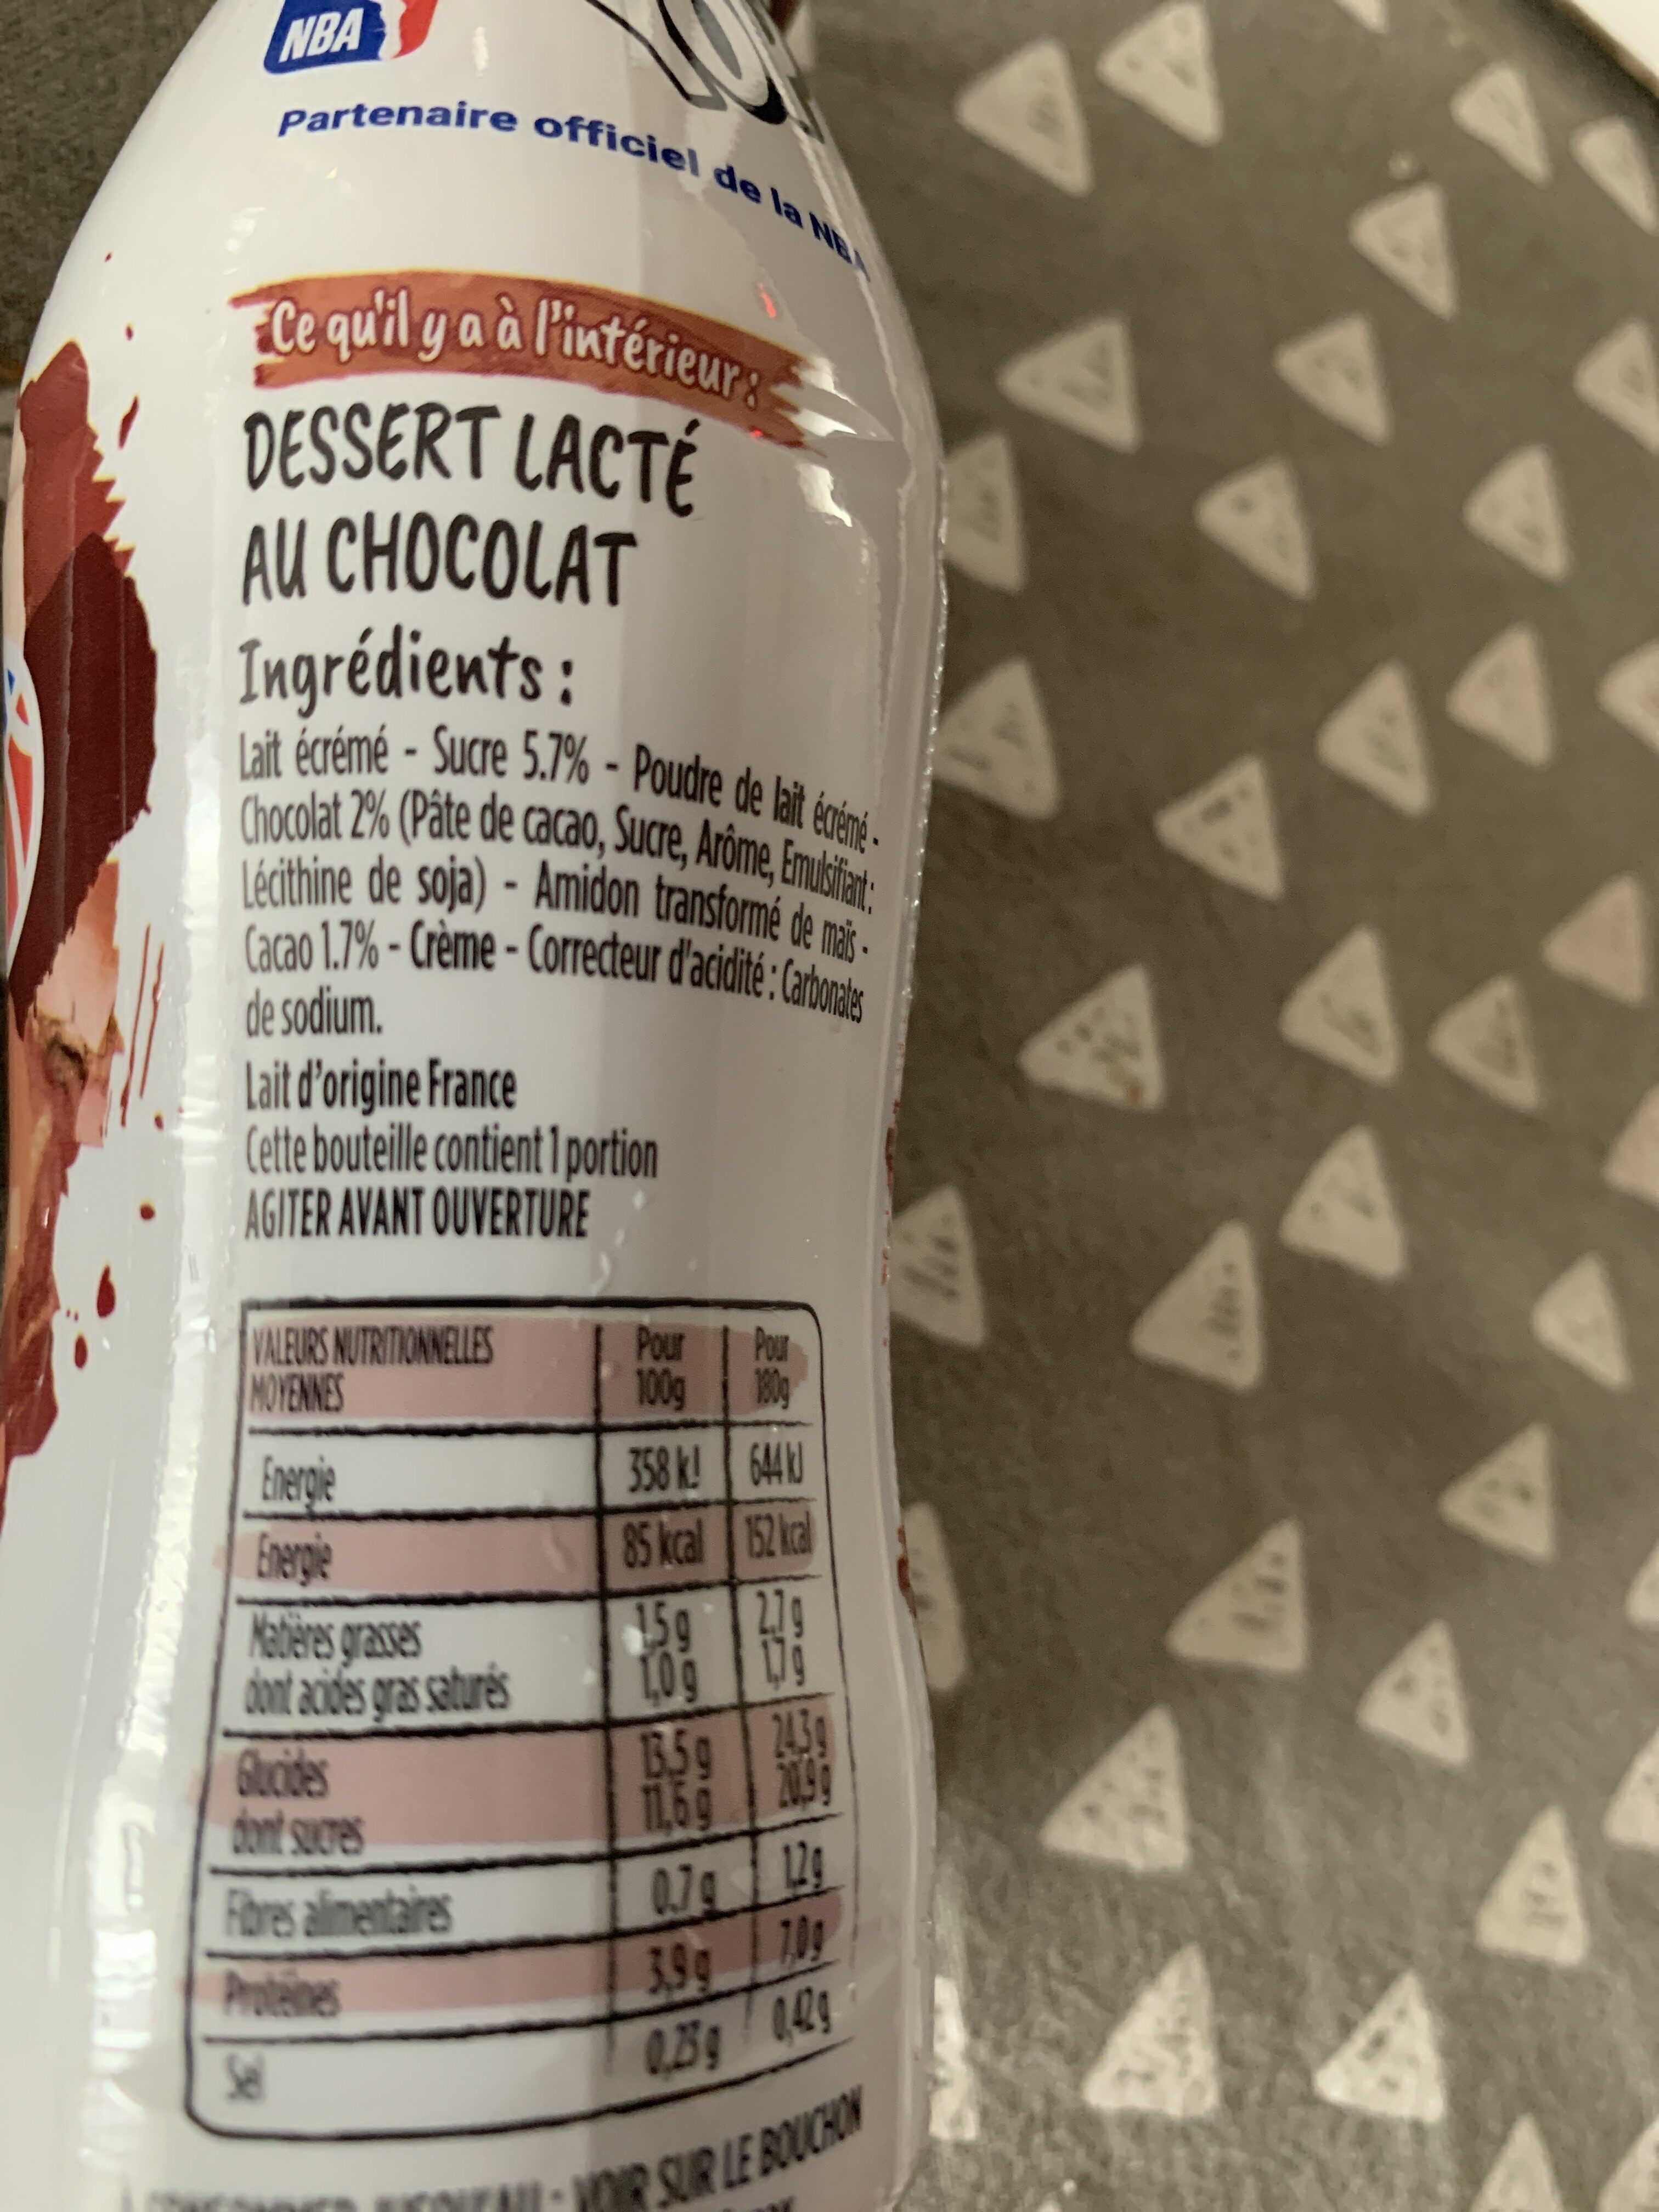 NBA
Partenaire officiel de la NBA
Ce qu'il y a à l'intérieur :
DESSERT LACTÉ
AU CHOCOLAT
Ingrédients :
Lait écrémé - Sucre 5.7% - Poudre de lait écrémé -
Chocolat 2% (Pâte de cacao, Sucre, Arôme, Emulsifiant :
Lécithine de soja) - Amidon transformé de maïs -
Cacao 1.7% - Crème - Correcteur d'acidité : Carbonates
de sodium.
Lait d'origine France
Cette bouteille contient 1 portion
AGITER AVANT OUVERTURE
VALEURS NUTRITIONNELLES MOYENNES Pour 100g Pour 180g
Energie 358 kJ 644 kJ
Energie 85 kcal 152 kcal
Matières grasses 1,5 g 2,7 g
dont acides gras saturés 1,0 g 1,7 g
Glucides 13,5 g 24,3 g
dont sucres 11,6 g 20,9 g
Fibres alimentaires 0.7 g 1,2 g
Protéines 3,9 g 7,0 g
Sel 0,23 g 0,42 g
VOIR SUR LE BOUCHON